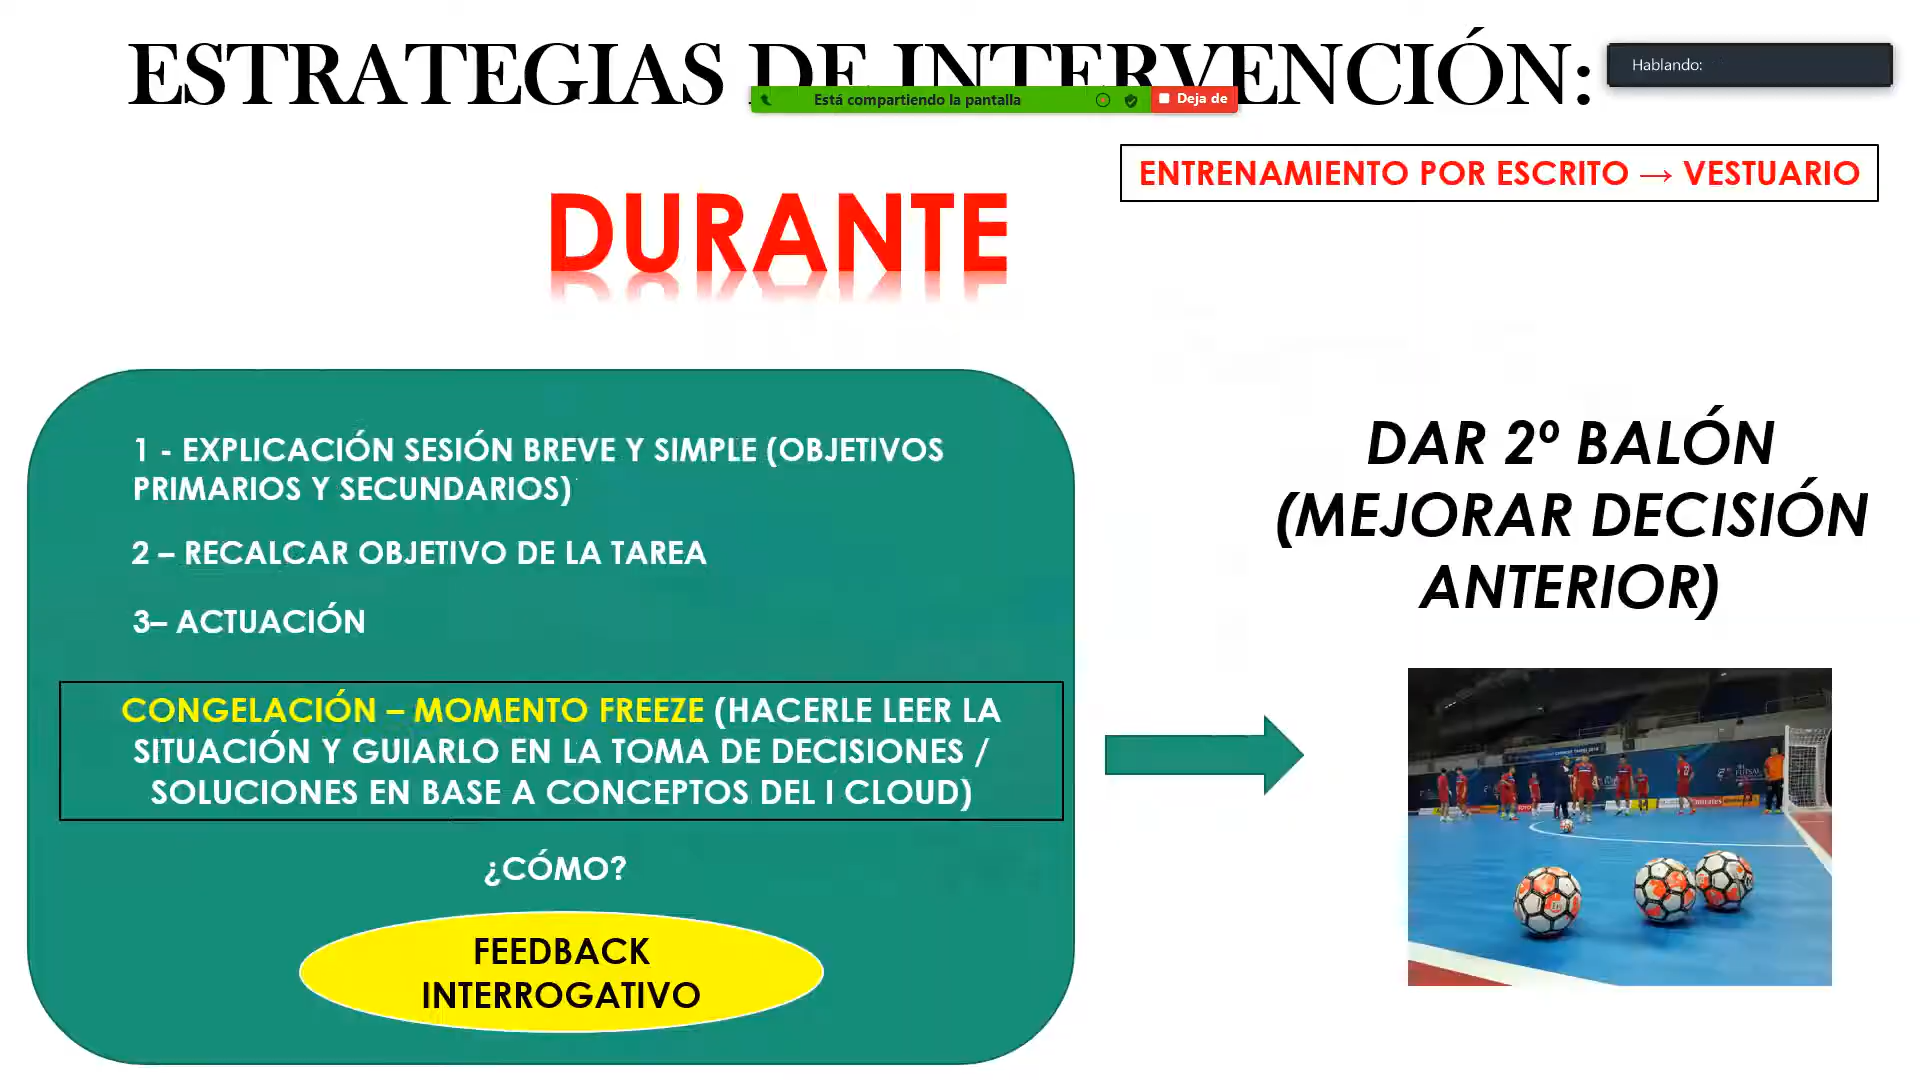 ESTRATEGIAS DE INTERVENCIÓN:
Hablando:
Está compartiendo la pantalla
Deja de
ENTRENAMIENTO POR ESCRITO → VESTUARIO
DURANTE
1 - EXPLICACIÓN SESIÓN BREVE Y SIMPLE (OBJETIVOS
PRIMARIOS Y SECUNDARIOS)
2 – RECALCAR OBJETIVO DE LA TAREA
3– ACTUACIÓN
CONGELACIÓN – MOMENTO FREEZE (HACERLE LEER LA
SITUACIÓN Y GUIARLO EN LA TOMA DE DECISIONES /
SOLUCIONES EN BASE A CONCEPTOS DEL I CLOUD)
¿CÓMO?
FEEDBACK
INTERROGATIVO
DAR 2º BALÓN
(MEJORAR DECISIÓN
ANTERIOR)
FUTSAL
Emirates